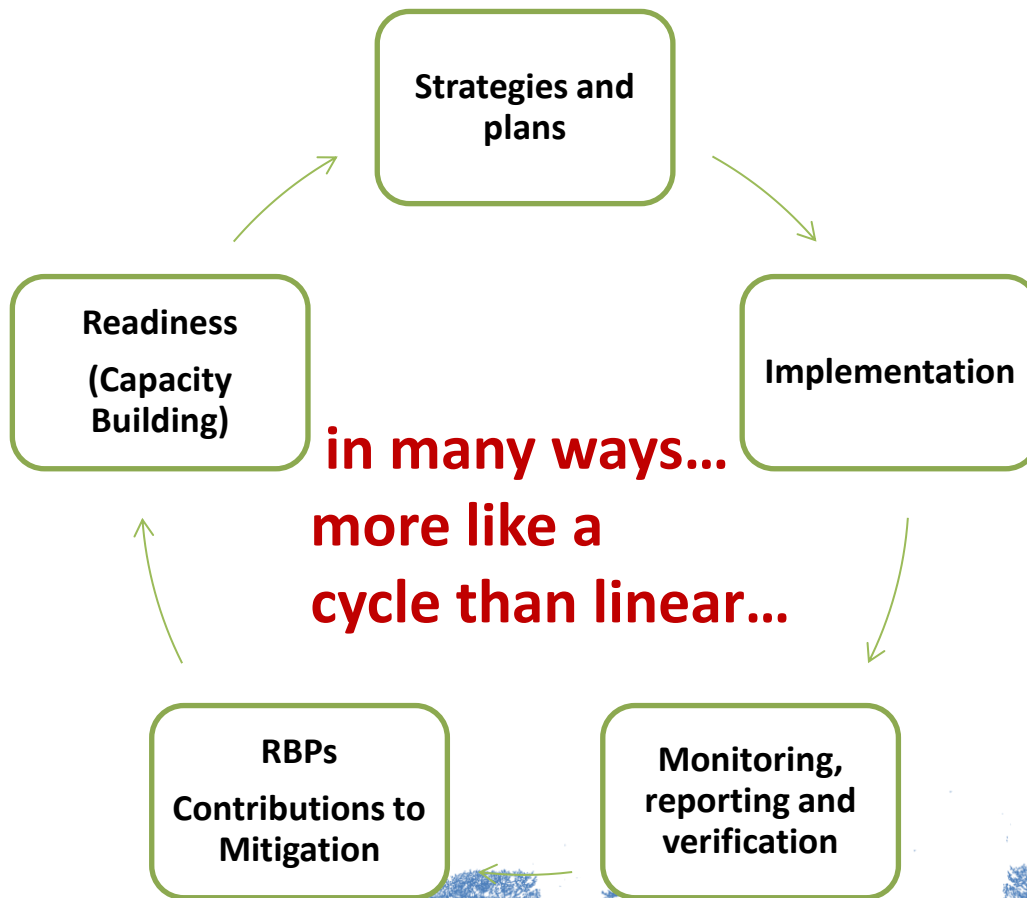 Strategies and
plans
Readiness
(Capacity
Building)
Implementation
in many ways...
more like a
cycle than linear...
RBPs
Contributions to
Mitigation
Monitoring,
reporting and
verification